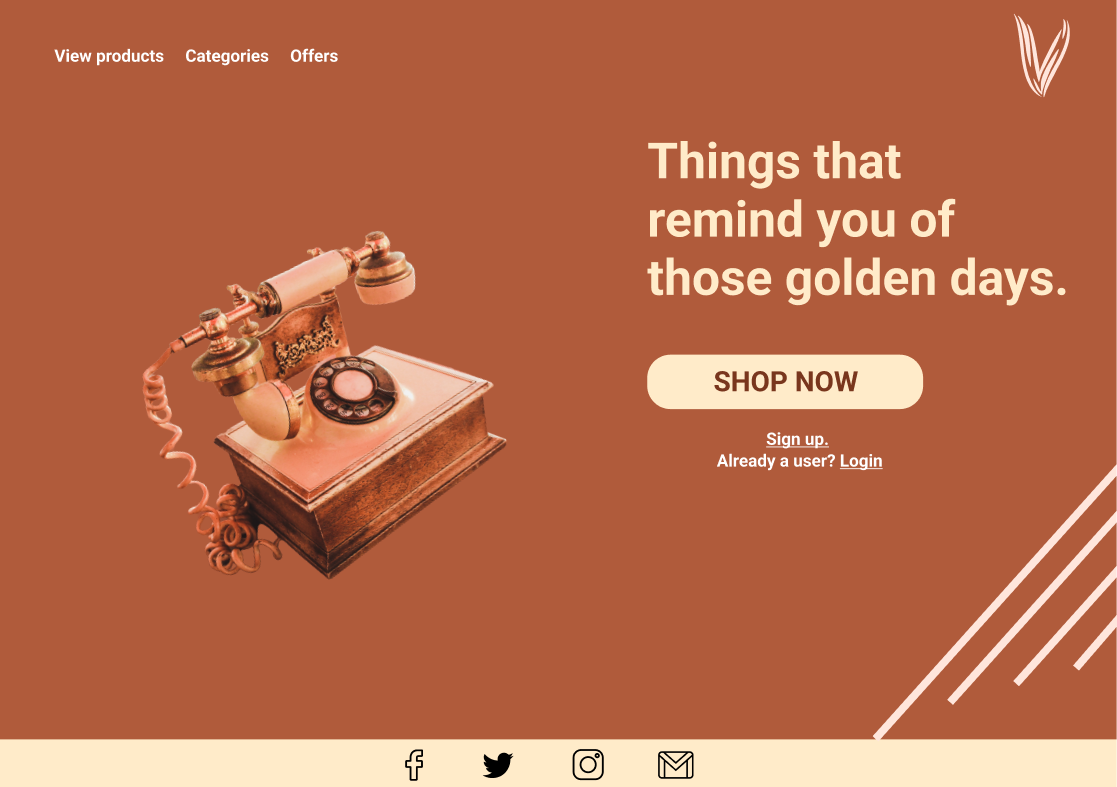 View products Categories Offers
Things that
remind you of
those golden days.
SHOP NOW
Sign up.
Already a user? Login